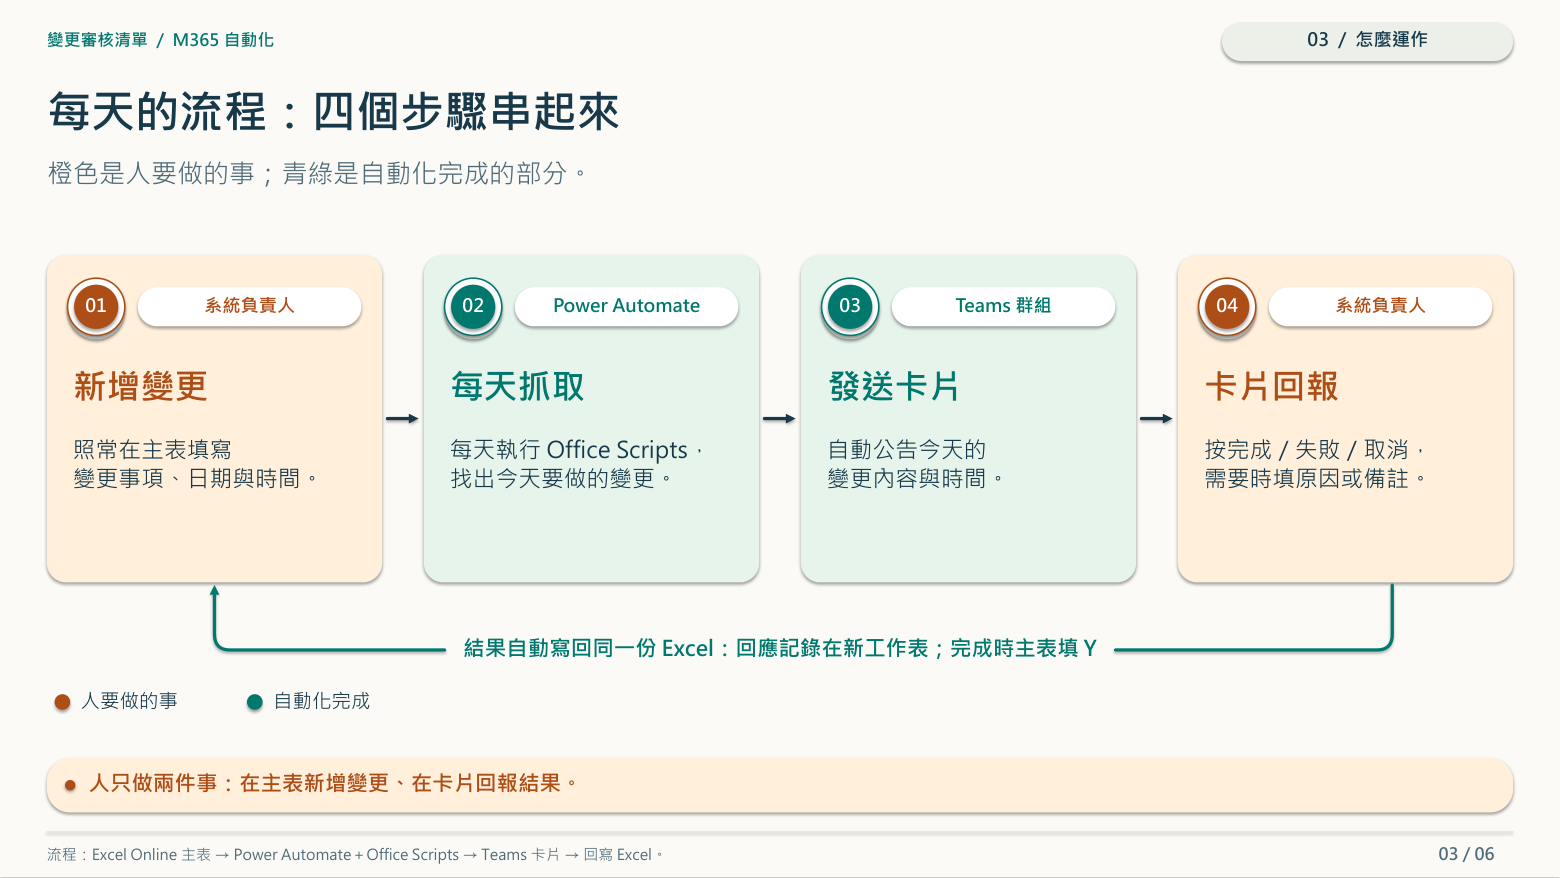 變更審核清單 / M365 自動化
03 / 怎麼運作
每天的流程：四個步驟串起來
橙色是人要做的事；青綠是自動化完成的部分。
01
系統負責人
新增變更
照常在主表填寫
變更事項、日期與時間。
02
Power Automate
每天抓取
每天執行 Office Scripts，
找出今天要做的變更。
03
Teams 群組
發送卡片
自動公告今天的
變更內容與時間。
04
系統負責人
卡片回報
按完成 / 失敗 / 取消，
需要時填原因或備註。
結果自動寫回同一份 Excel：回應記錄在新工作表；完成時主表填 Y
人要做的事
自動化完成
人只做兩件事：在主表新增變更、在卡片回報結果。
流程：Excel Online 主表 → Power Automate + Office Scripts → Teams 卡片 → 回寫 Excel。
03 / 06